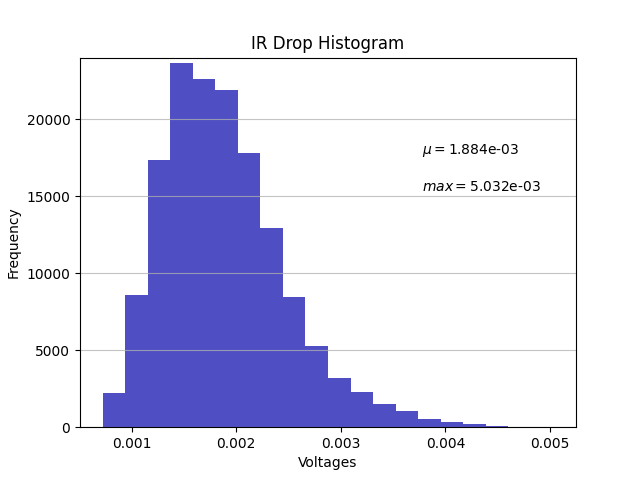 IR Drop Histogram
Frequency
20000
15000
10000
5000
0
μ = 1.884e-03
max = 5.032e-03
0.001 0.002 0.003 0.004 0.005
Voltages